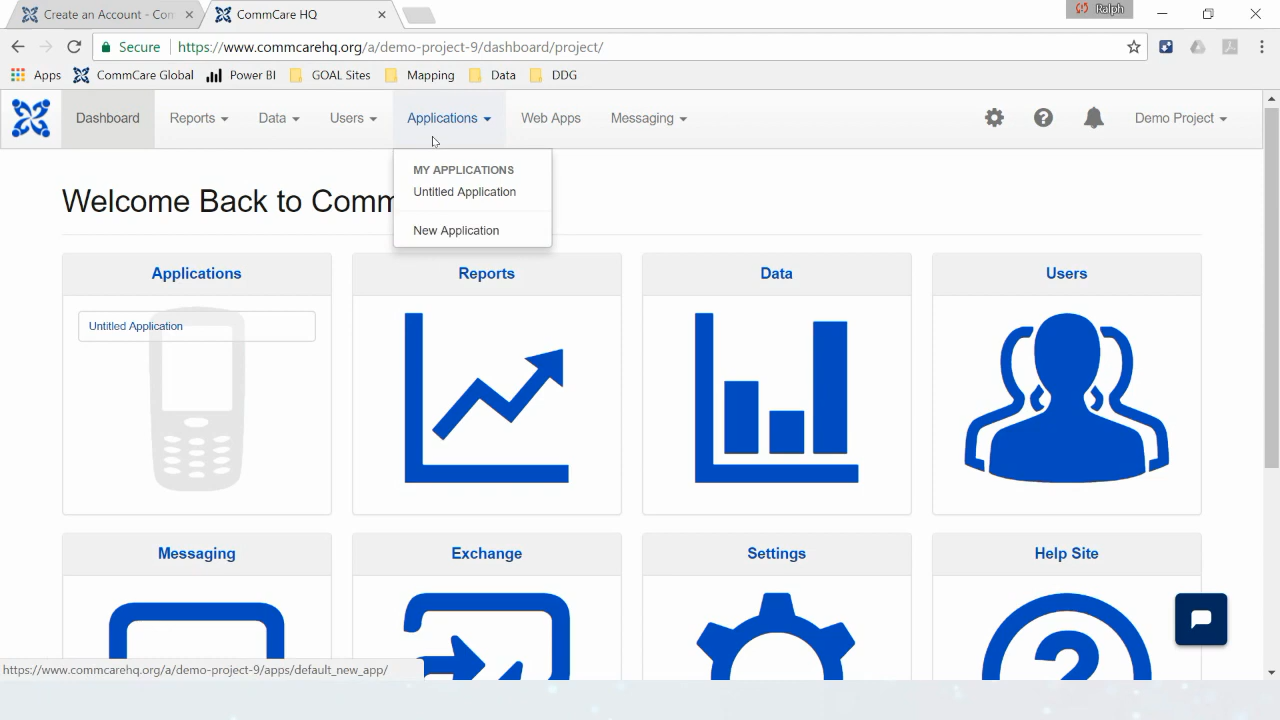 Create an Account - Com
CommCare HQ
Ralph
Secure
https://www.commcarehq.org/a/demo-project-9/dashboard/project/
Apps
CommCare Global
Power BI
GOAL Sites
Mapping
Data
DDG
Dashboard
Reports
Data
Users
Applications
Web Apps
Messaging
Demo Project
MY APPLICATIONS
Untitled Application
New Application
Welcome Back to Comm
Applications
Reports
Data
Users
Untitled Application
Messaging
Exchange
Settings
Help Site
?
https://www.commcarehq.org/a/demo-project-9/apps/default_new_app/